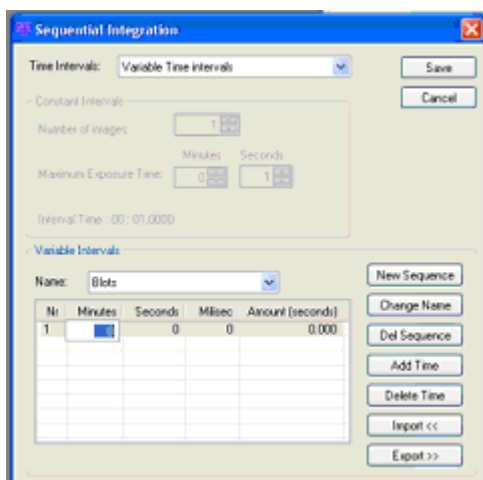 Sequential Integration
Time Intervals: Variable Time intervals
Save
Cancel
Constant Intervals
Number of images 1
Minutes Seconds
Maximum Exposure Time: 0 1
Interval Time : 00 : 01.0000
Variable Intervals
Name: Blots
New Sequence
Change Name
Del Sequence
Add Time
Delete Time
Import <<
Export >>
Nr Minutes Seconds Milisec Amount (seconds)
1 0 0 0 0.000